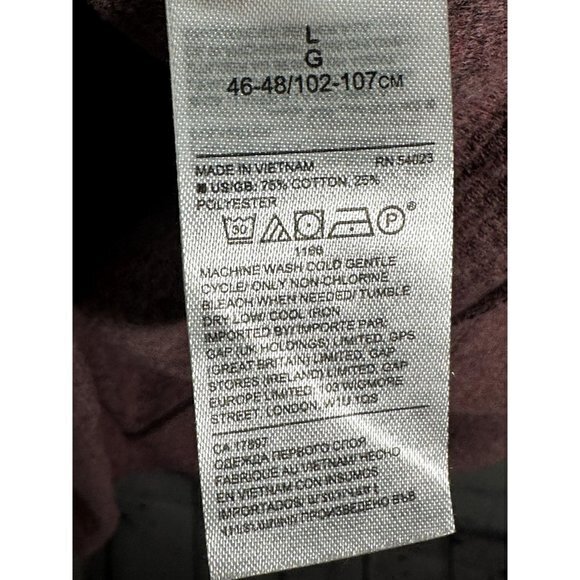 L
G
46-48/102-107CM
MADE IN VIETNAM RN 54023
US/GB: 75% COTTON, 25%
POLYESTER
30 P ®
1166
MACHINE WASH COLD GENTLE
CYCLE/ ONLY NON-CHLORINE
BLEACH WHEN NEEDED/ TUMBLE
DRY LOW/ COOL IRON
IMPORTED BY/IMPORTE PAR:
GAP (UK HOLDINGS) LIMITED, GPS
(GREAT BRITAIN) LIMITED, GAP
STORES (IRELAND) LIMITED, GAP
EUROPE LIMITED, 103 WIGMORE
STREET, LONDON, W1U 1QS
CA 17897
ОДЕЖДА ПЕРВОГО СЛОЯ
FABRIQUE AU VIETNAM HECHO
EN VIETNAM CON INSUMOS
IMPORTADOS/
ПРОИЗВЕДЕНО ВЪВ